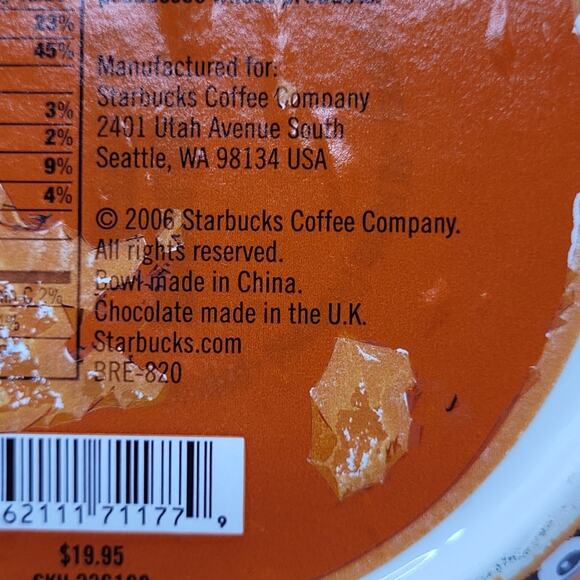 23%
45%
3%
2%
9%
4%
Manufactured for:
Starbucks Coffee Company
2401 Utah Avenue South
Seattle, WA 98134 USA
© 2006 Starbucks Coffee Company.
All rights reserved.
Bowl made in China.
Chocolate made in the U.K.
Starbucks.com
BRE-820
C 2%
62111 71177 9
$19.95
SKU